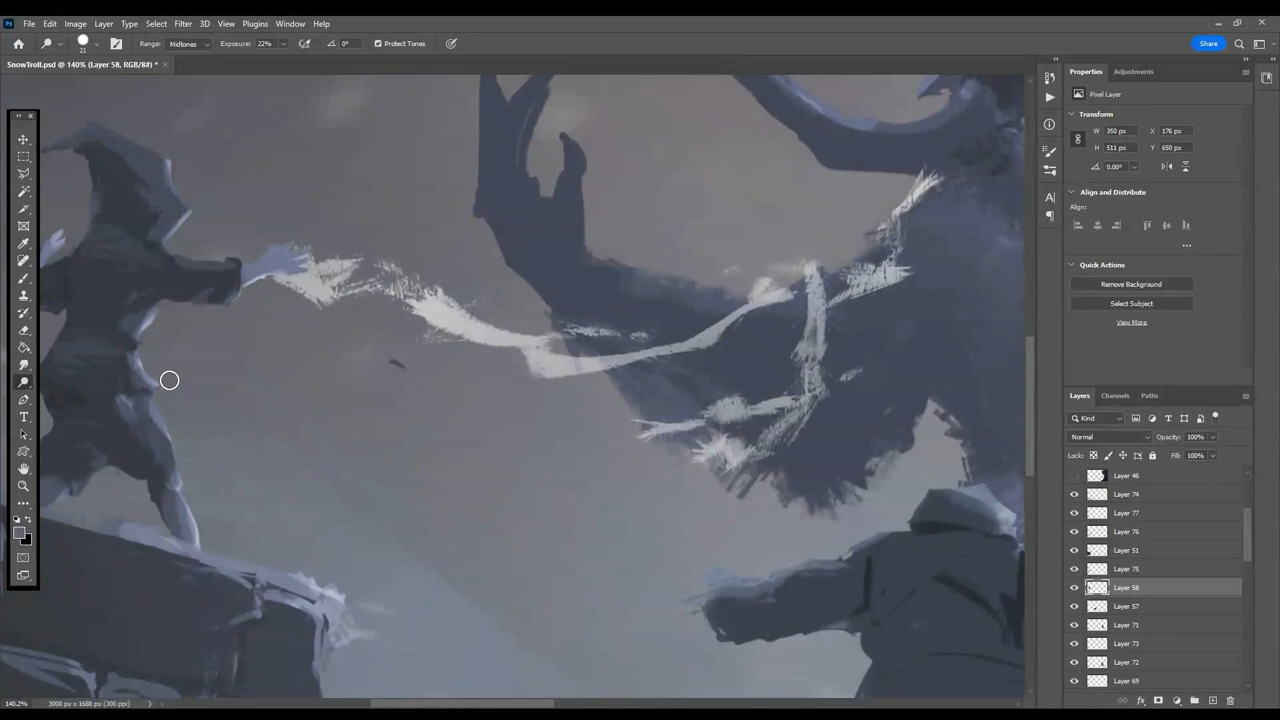 Ps File Edit Image Layer Type Select Filter 3D View Plugins Window Help
21 Range: Midtones Exposure: 22% 0° Protect Tones Share
SnowTroll.psd @ 140% (Layer 58, RGB/8#) *
Properties Adjustments
Pixel Layer
Transform
W 350 px X 176 px
H 511 px Y 650 px
0.00°
Align and Distribute
Align:
Quick Actions
Remove Background
Select Subject
View More
Layers Channels Paths
Kind
Normal Opacity: 100%
Lock: Fill: 100%
Layer 46
Layer 74
Layer 77
Layer 76
Layer 51
Layer 75
Layer 58
Layer 57
Layer 71
Layer 73
Layer 72
Layer 69
140.2% 3000 px x 1688 px (300 ppi)